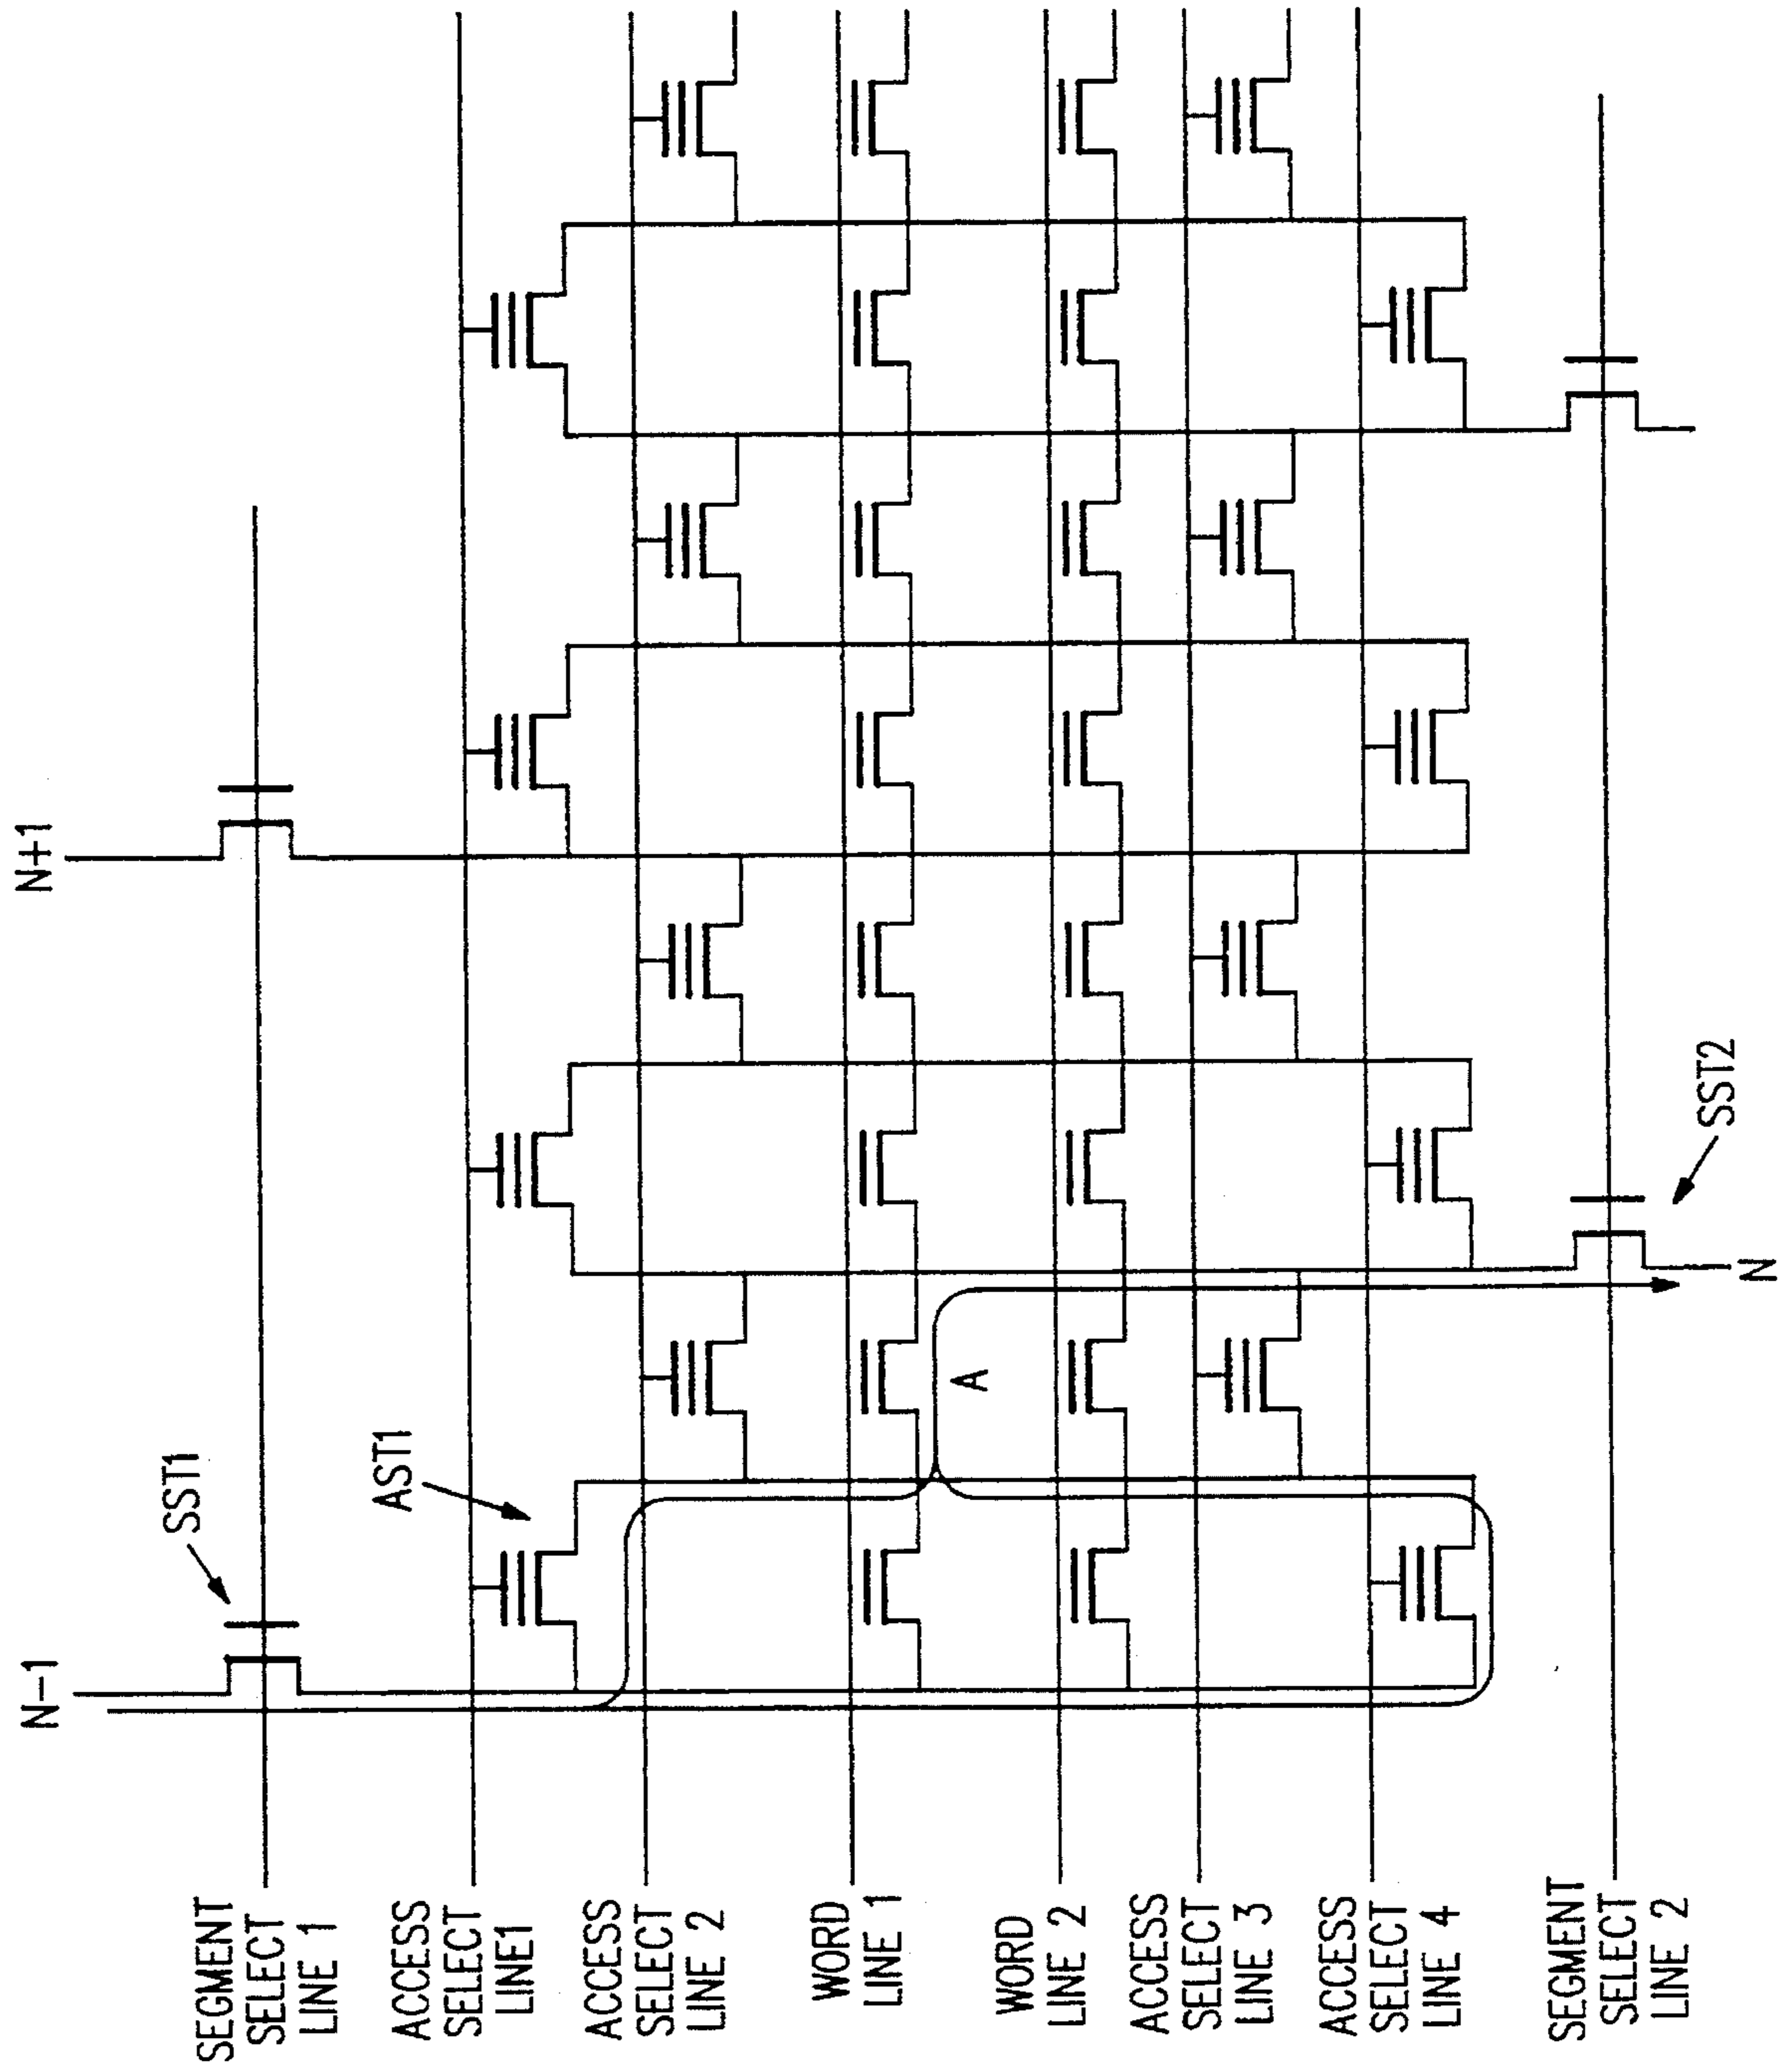 N-1
N+1
SST1
SEGMENT
SELECT
LINE 1
AST1
ACCESS
SELECT
LINE1
ACCESS
SELECT
LINE 2
WORD
LINE 1
A
WORD
LINE 2
ACCESS
SELECT
LINE 3
ACCESS
SELECT
LINE 4
SEGMENT
SELECT
LINE 2
SST2
N